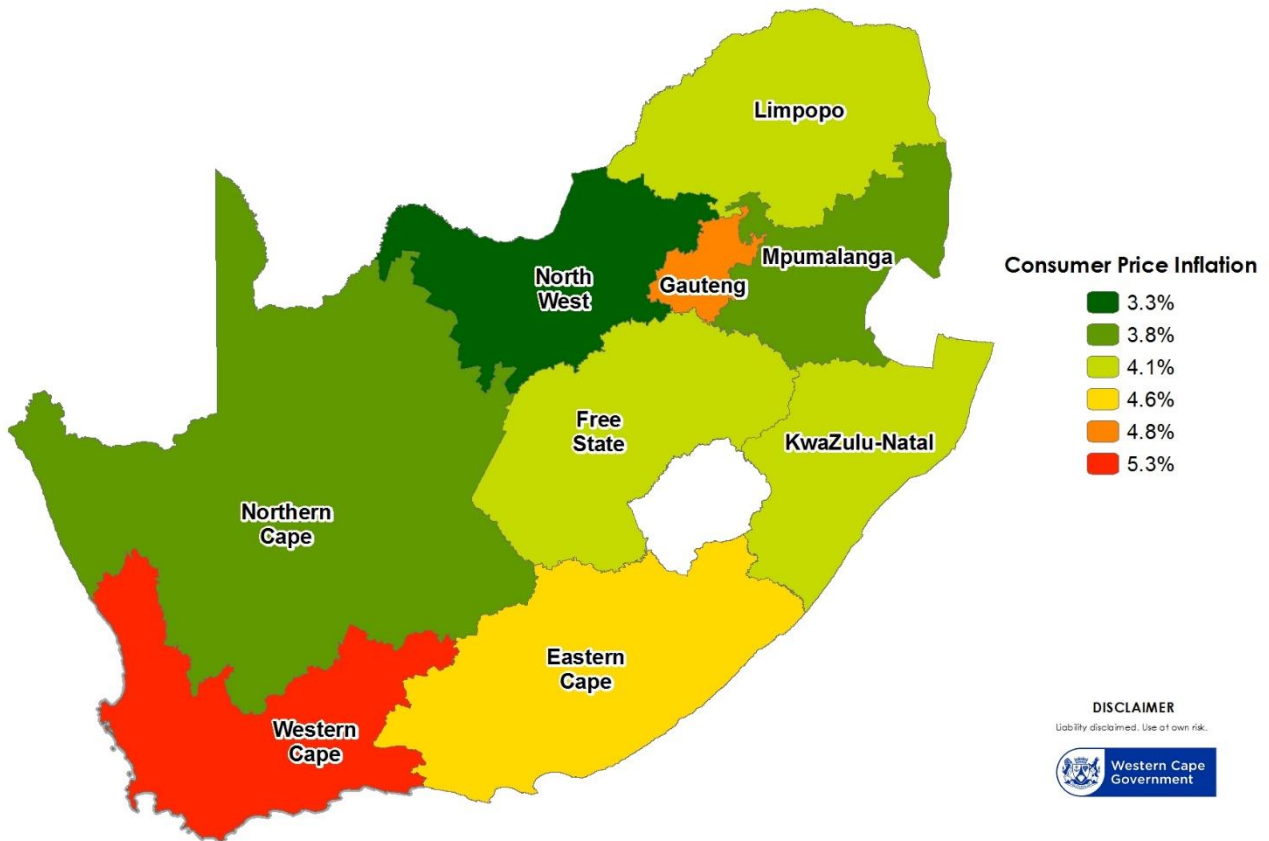 Limpopo
Mpumalanga
North
West
Gauteng
Free
State
KwaZulu-Natal
Northern
Cape
Eastern
Cape
Western
Cape
Consumer Price Inflation
3.3%
3.8%
4.1%
4.6%
4.8%
5.3%
DISCLAIMER
Liability disclaimed. Use at own risk.
Western Cape
Government